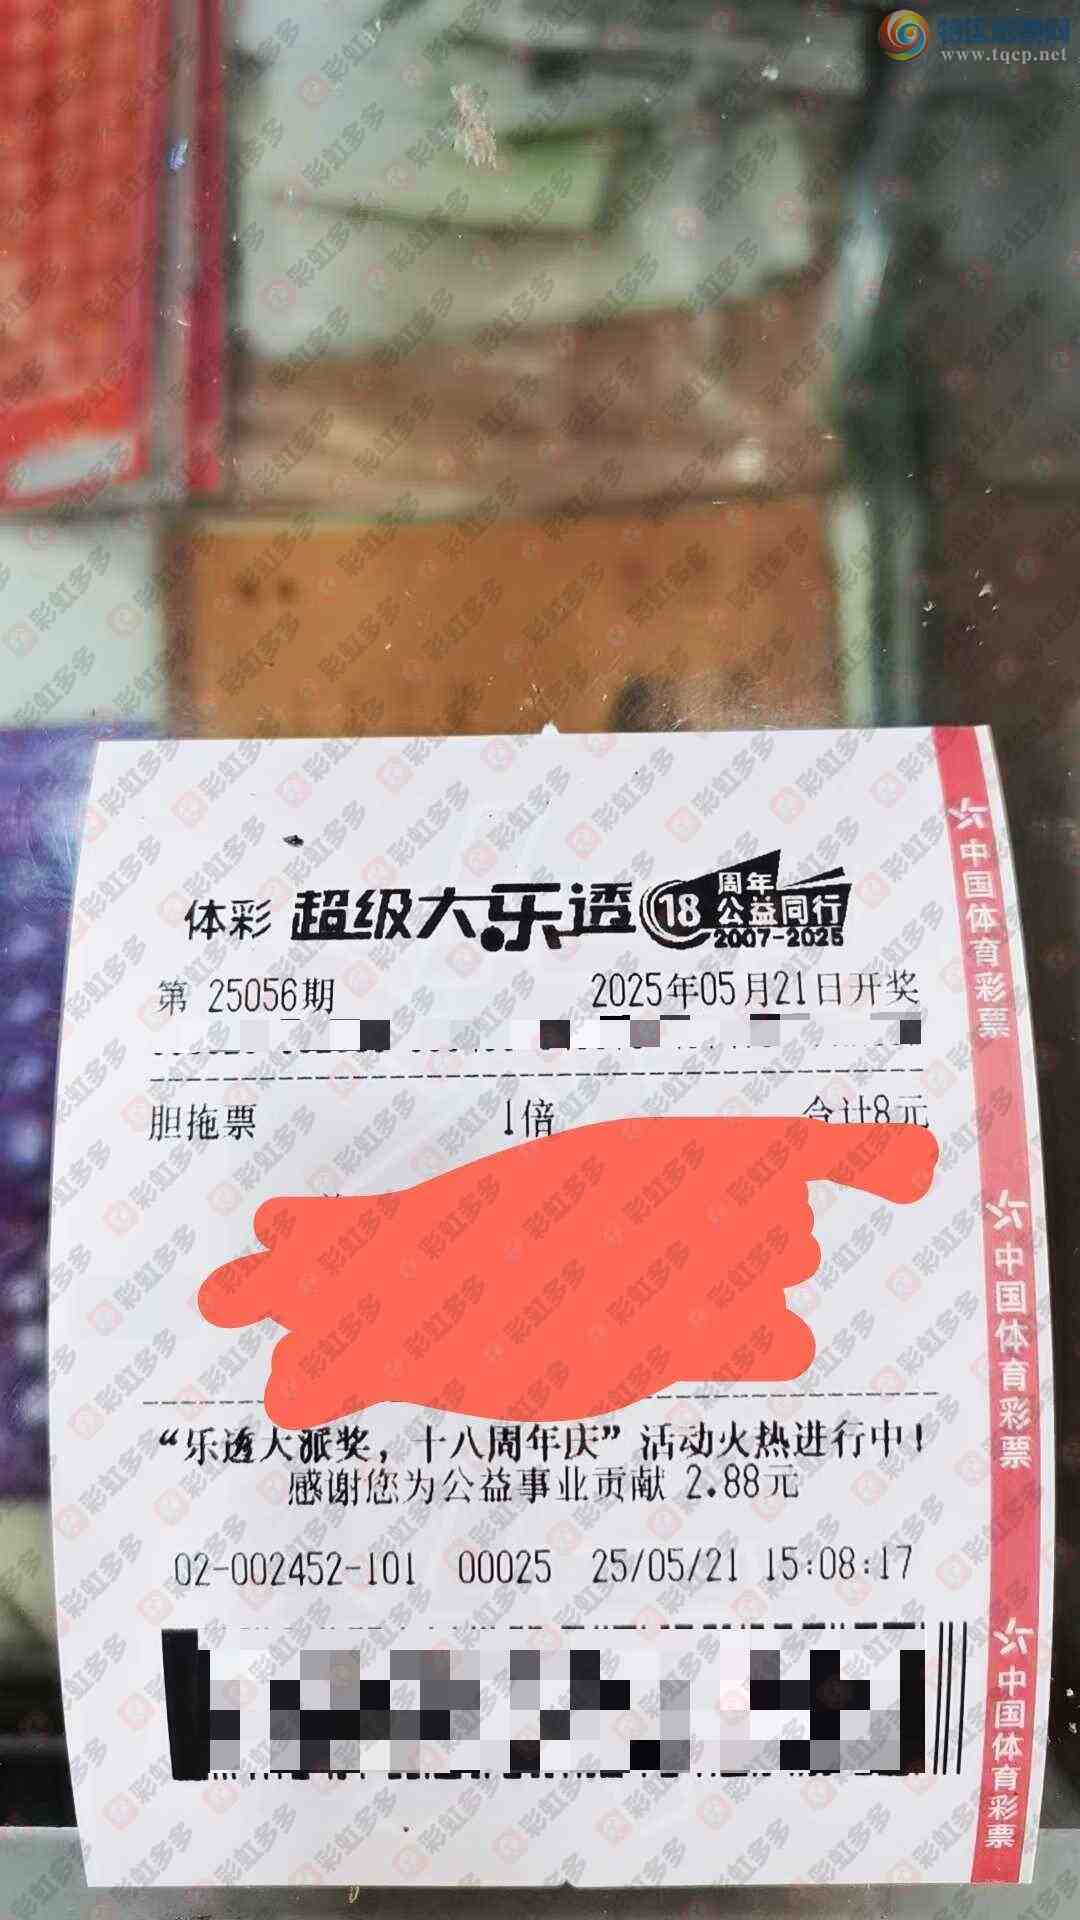 www.tqcp.net
体彩 超级大乐透 18 周年
公益同行
2007-2025
第 25056期 2025年05月21日开奖
胆拖票 1倍 合计8元
“乐透大派奖，十八周年庆”活动火热进行中！
感谢您为公益事业贡献 2.88元
02-002452-101 00025 25/05/21 15:08:17
中国体育彩票
中国体育彩票
中国体育彩票
彩虹多多